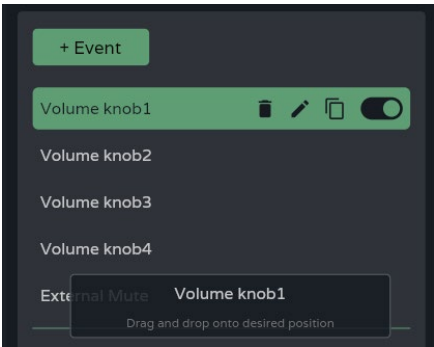 + Event
Volume knob1
Volume knob2
Volume knob3
Volume knob4
External Mute
Volume knob1
Drag and drop onto desired position